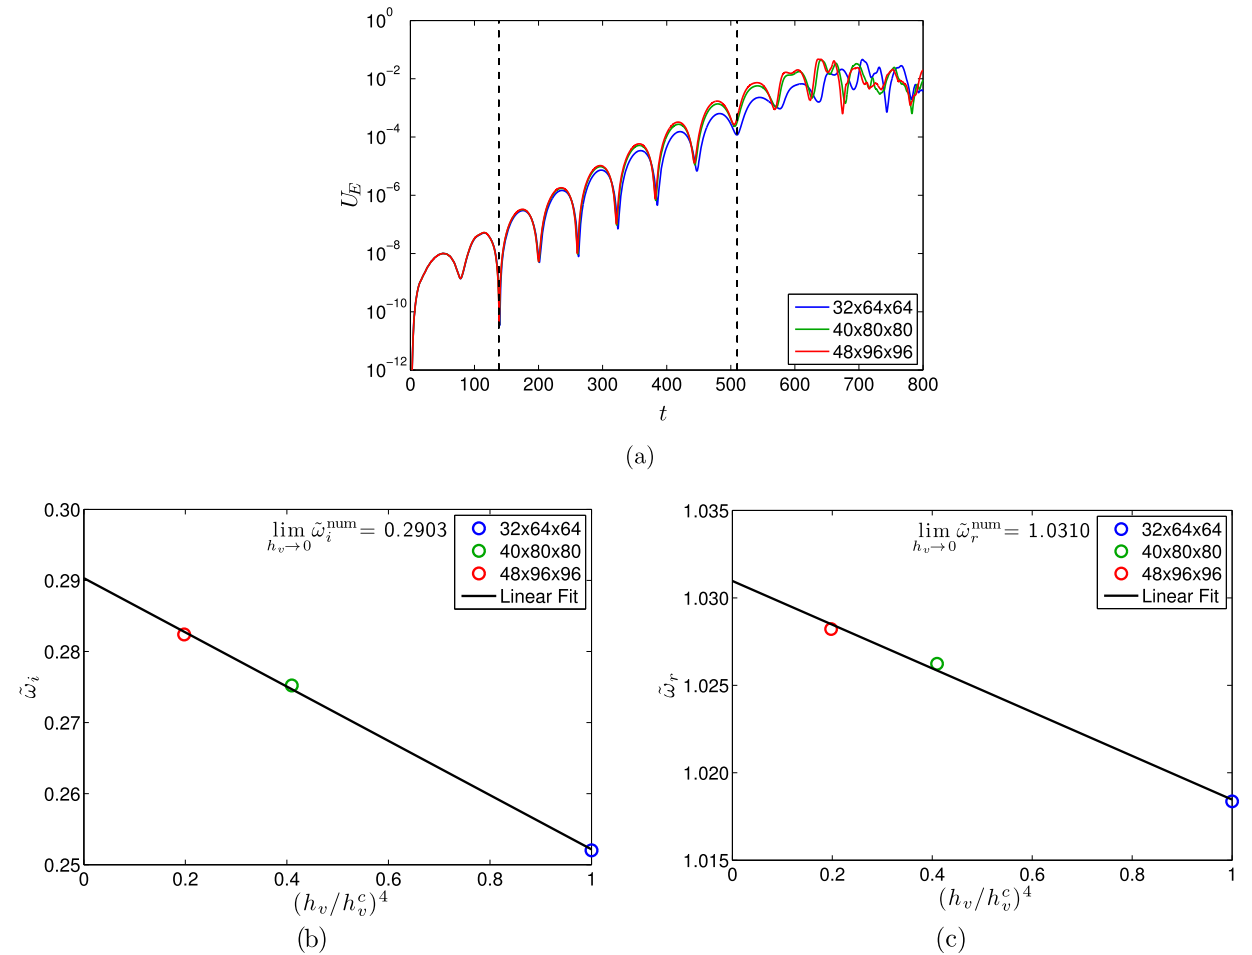 10^0
10^−2
10^−4
10^−6
10^−8
10^−10
10^−12
U_E
0 100 200 300 400 500 600 700 800
t
32x64x64
40x80x80
48x96x96
(a)
0.30
0.29
0.28
0.27
0.26
0.25
ω̃_i
lim_{h_v→0} ω̃_i^num = 0.2903
32x64x64
40x80x80
48x96x96
Linear Fit
0 0.2 0.4 0.6 0.8 1
(h_v/h_v^c)^4
(b)
1.035
1.030
1.025
1.020
1.015
ω̃_r
lim_{h_v→0} ω̃_r^num = 1.0310
32x64x64
40x80x80
48x96x96
Linear Fit
0 0.2 0.4 0.6 0.8 1
(h_v/h_v^c)^4
(c)